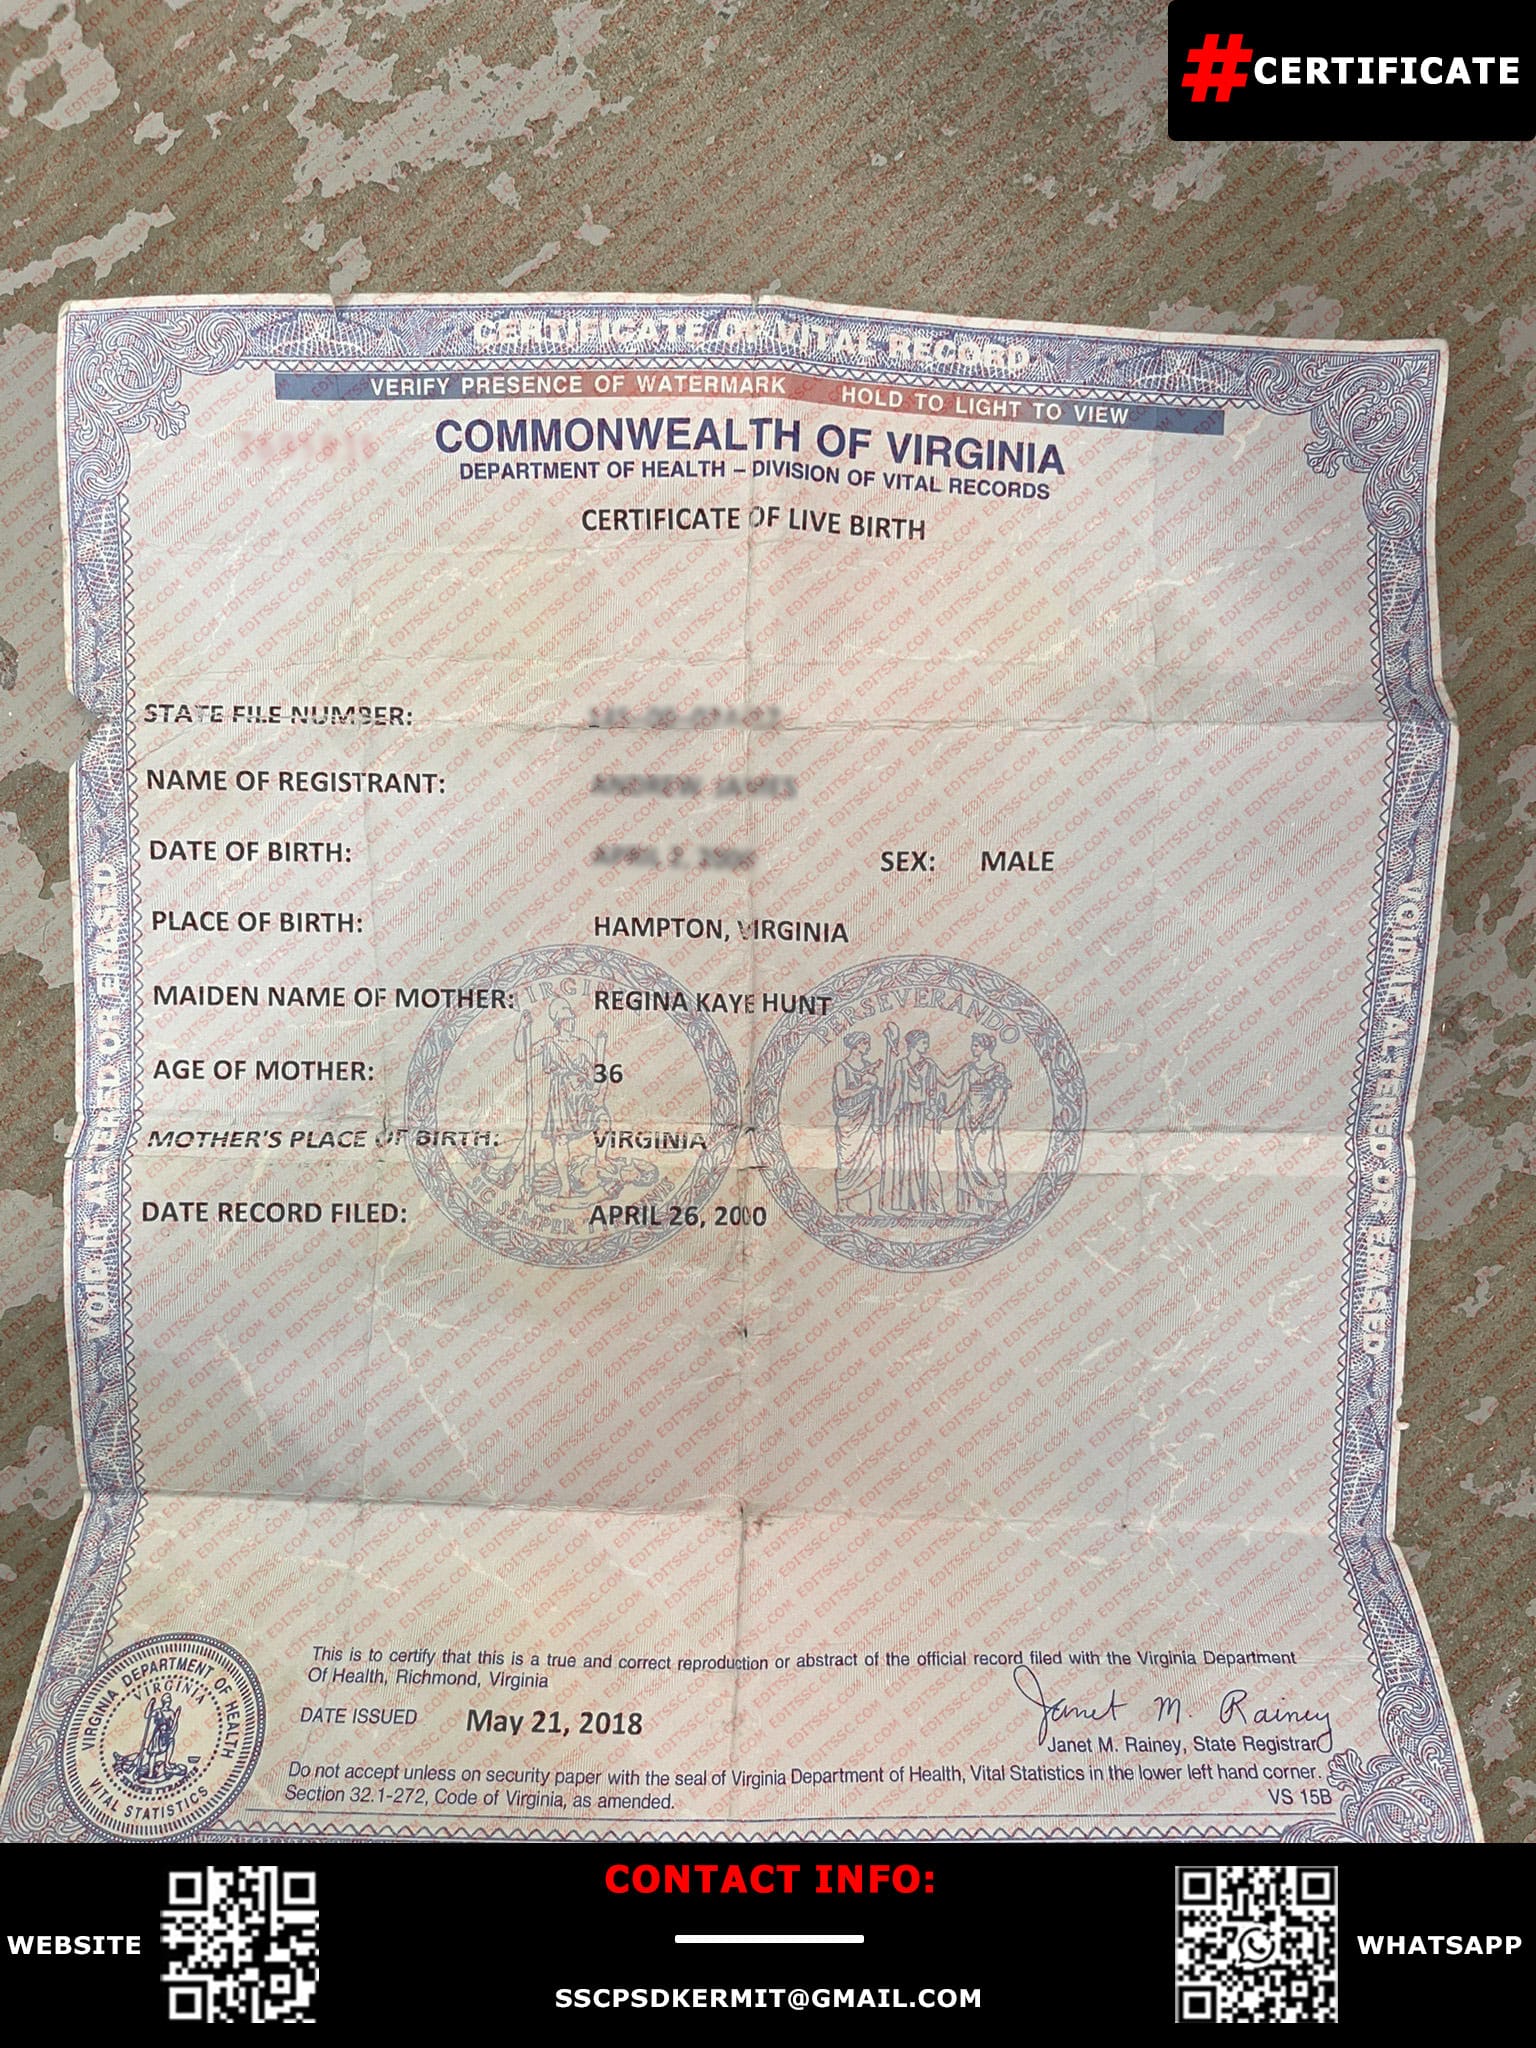 #CERTIFICATE
CERTIFICATE OF VITAL RECORD
VERIFY PRESENCE OF WATERMARK HOLD TO LIGHT TO VIEW
COMMONWEALTH OF VIRGINIA
DEPARTMENT OF HEALTH – DIVISION OF VITAL RECORDS
CERTIFICATE OF LIVE BIRTH
STATE FILE NUMBER:
NAME OF REGISTRANT:
DATE OF BIRTH: SEX: MALE
PLACE OF BIRTH: HAMPTON, VIRGINIA
MAIDEN NAME OF MOTHER: REGINA KAYE HUNT
AGE OF MOTHER: 36
MOTHER'S PLACE OF BIRTH: VIRGINIA
DATE RECORD FILED: APRIL 26, 2000
VOID IF ALTERED OR ERASED
VOID IF ALTERED OR ERASED
VIRGINIA
SIC SEMPER
PERSEVERANDO
EDITSSC.COM
This is to certify that this is a true and correct reproduction or abstract of the official record filed with the Virginia Department
Of Health, Richmond, Virginia
DATE ISSUED May 21, 2018
Janet M. Rainey
Janet M. Rainey, State Registrar
Do not accept unless on security paper with the seal of Virginia Department of Health, Vital Statistics in the lower left hand corner.
Section 32.1-272, Code of Virginia, as amended.
VS 15B
VIRGINIA DEPARTMENT OF HEALTH
VIRGINIA
VITAL STATISTICS
CONTACT INFO:
WEBSITE
WHATSAPP
SSCPSDKERMIT@GMAIL.COM